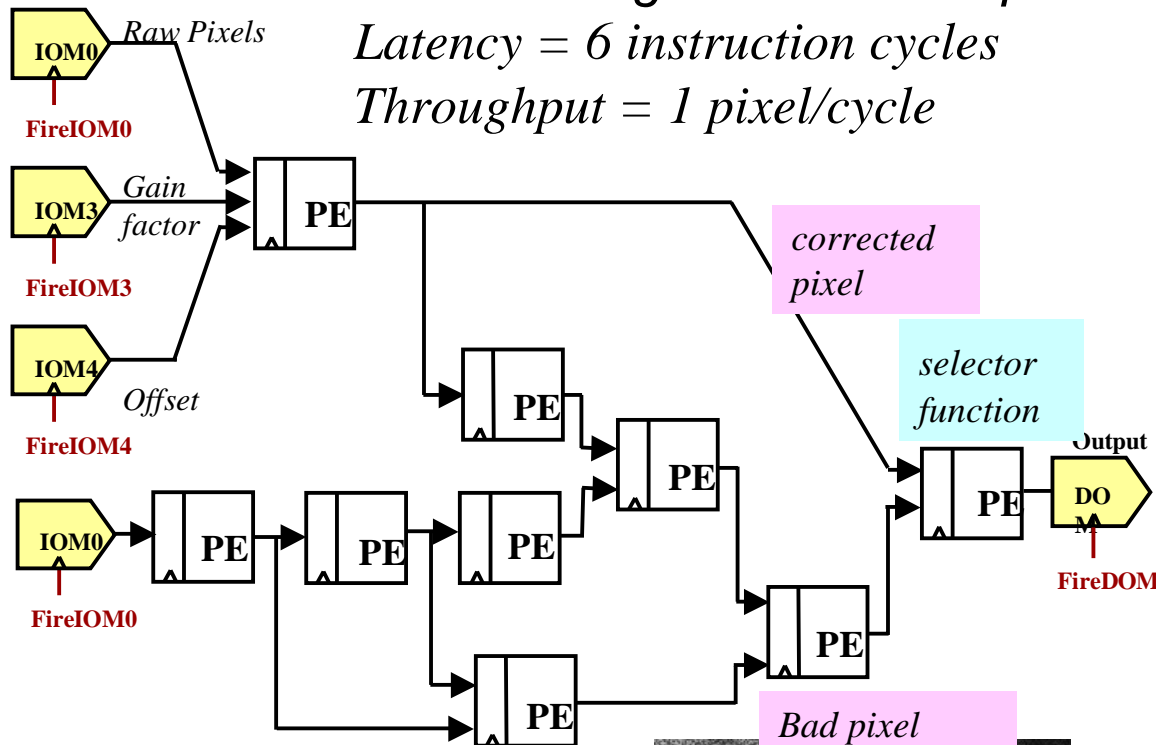 Latency = 6 instruction cycles
Throughput = 1 pixel/cycle
IOM0
Raw Pixels
FireIOM0
IOM3
Gain
factor
FireIOM3
PE
IOM4
Offset
FireIOM4
corrected
pixel
selector
function
PE
PE
Output
PE
DO
M
FireDOM
IOM0
FireIOM0
PE
PE
PE
PE
PE
Bad pixel